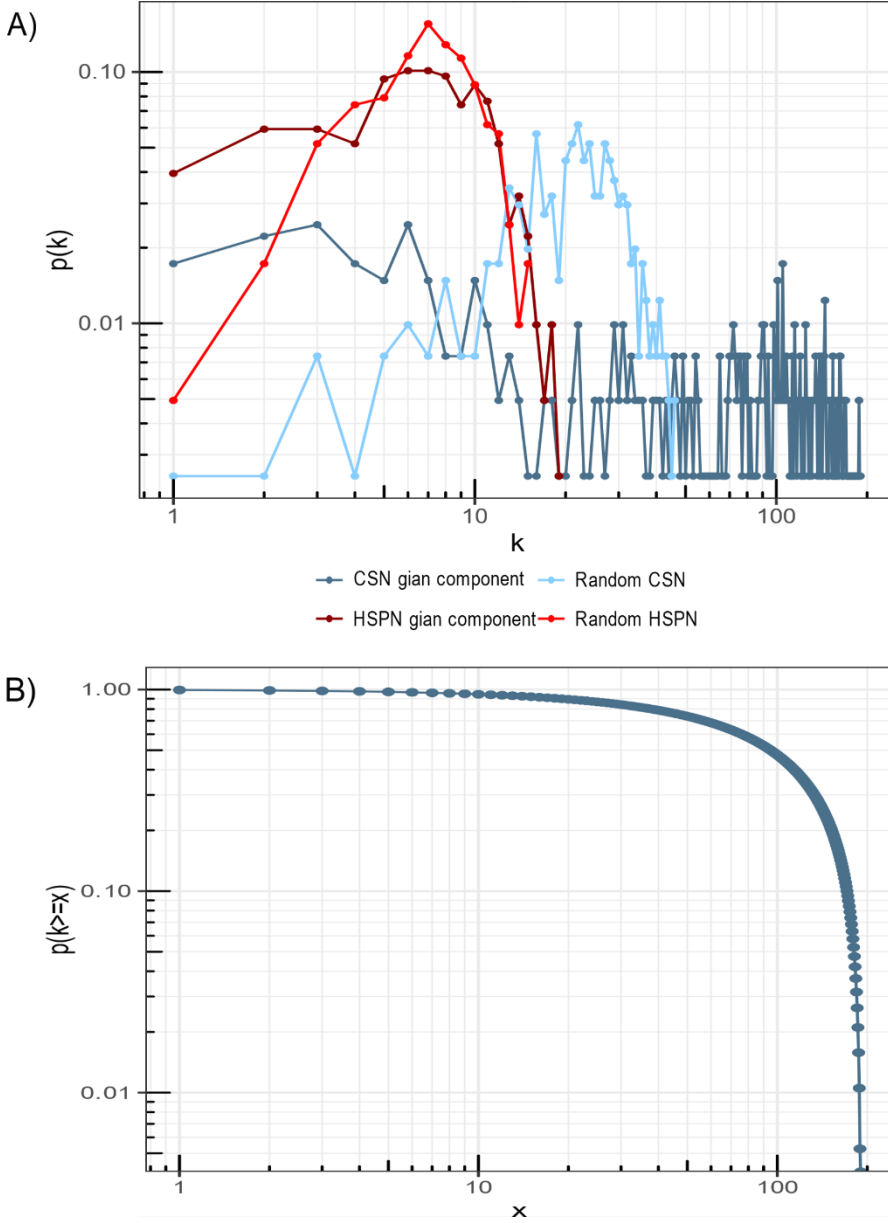 A)
0.10
p(k)
0.01
1 10 100
k
CSN gian component Random CSN
HSPN gian component Random HSPN
B)
1.00
p(k>=x)
0.10
0.01
1 10 100
x